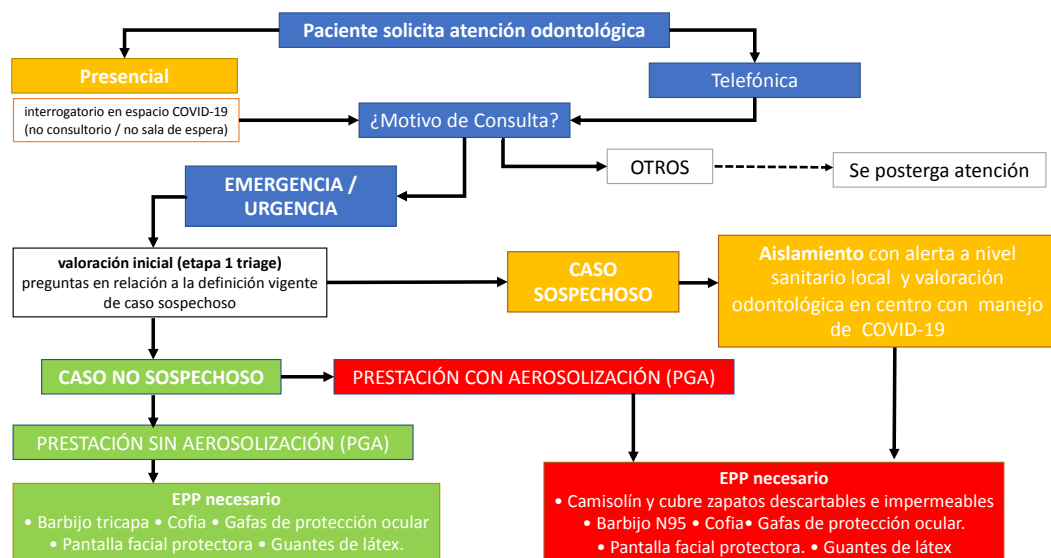 Paciente solicita atención odontológica
Presencial
Telefónica
interrogatorio en espacio COVID-19
(no consultorio / no sala de espera)
¿Motivo de Consulta?
OTROS
Se posterga atención
EMERGENCIA /
URGENCIA
valoración inicial (etapa 1 triage)
preguntas en relación a la definición vigente
de caso sospechoso
CASO
SOSPECHOSO
Aislamiento con alerta a nivel
sanitario local y valoración
odontológica en centro con manejo
de COVID-19
CASO NO SOSPECHOSO
PRESTACIÓN CON AEROSOLIZACIÓN (PGA)
PRESTACIÓN SIN AEROSOLIZACIÓN (PGA)
EPP necesario
• Barbijo tricapa • Cofia • Gafas de protección ocular
• Pantalla facial protectora • Guantes de látex.
EPP necesario
• Camisolín y cubre zapatos descartables e impermeables
• Barbijo N95 • Cofia• Gafas de protección ocular.
• Pantalla facial protectora. • Guantes de látex